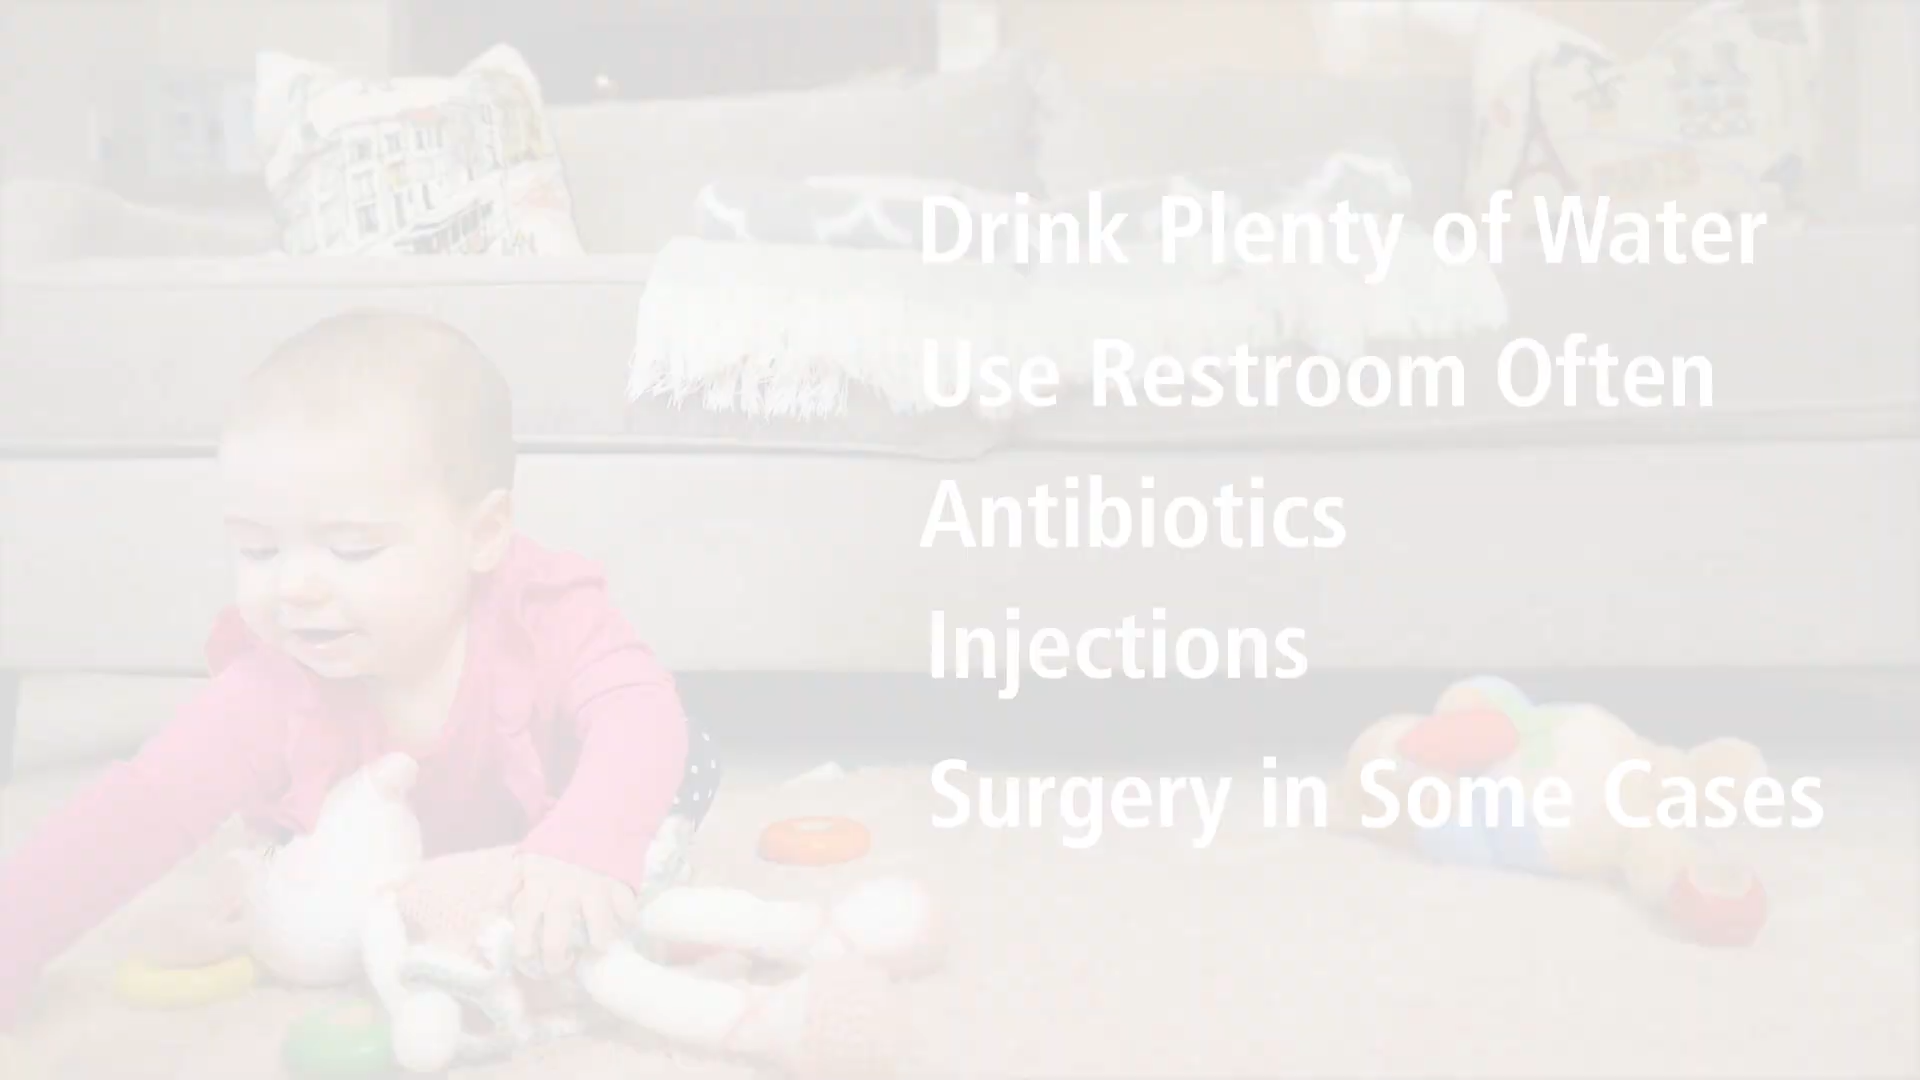 Drink Plenty of Water
Use Restroom Often
Antibiotics
Injections
Surgery in Some Cases